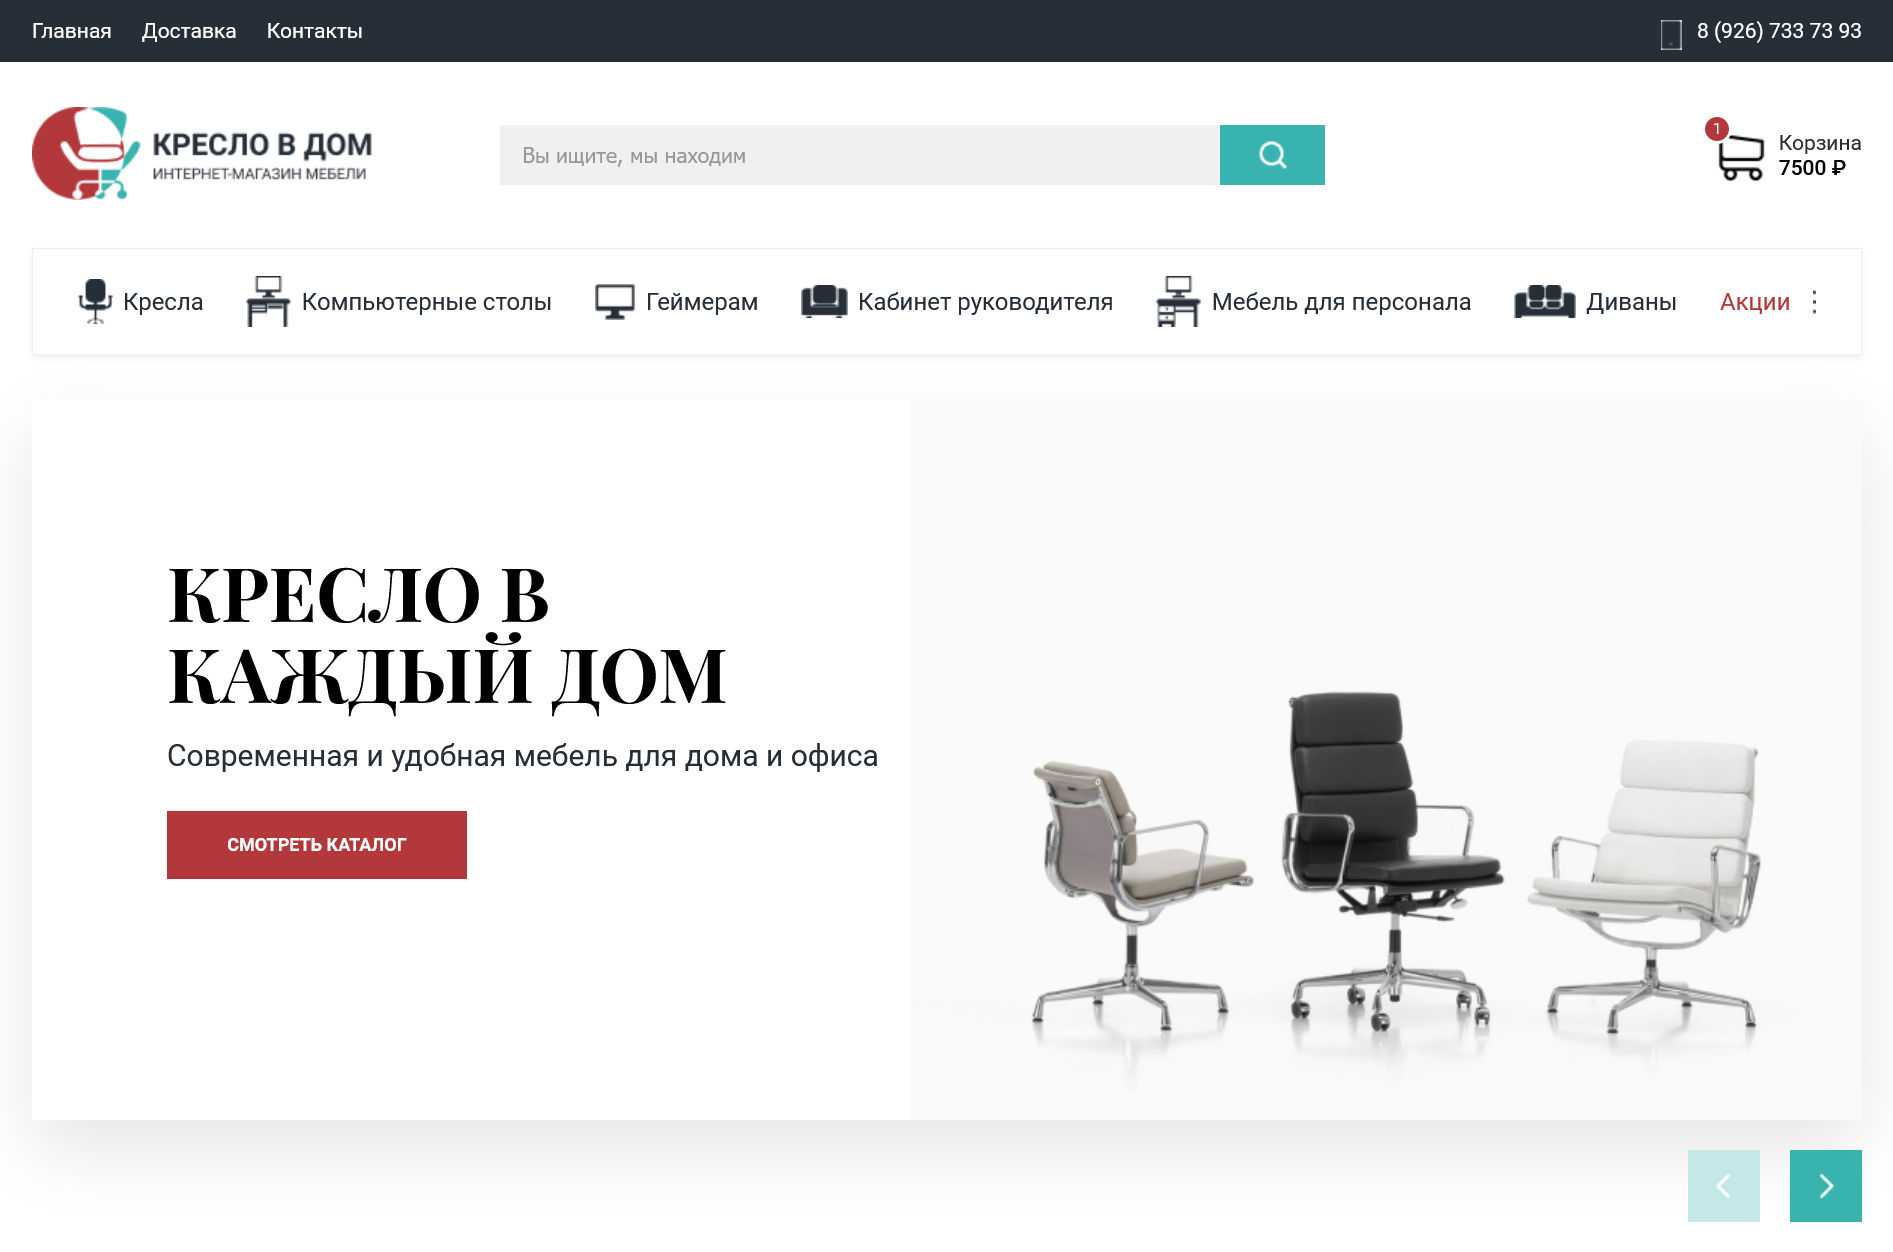 Главная Доставка Контакты 8 (926) 733 73 93
КРЕСЛО В ДОМ
ИНТЕРНЕТ-МАГАЗИН МЕБЕЛИ
Вы ищите, мы находим
1
Корзина
7500 ₽
Кресла Компьютерные столы Геймерам Кабинет руководителя Мебель для персонала Диваны Акции
КРЕСЛО В
КАЖДЫЙ ДОМ
Современная и удобная мебель для дома и офиса
СМОТРЕТЬ КАТАЛОГ